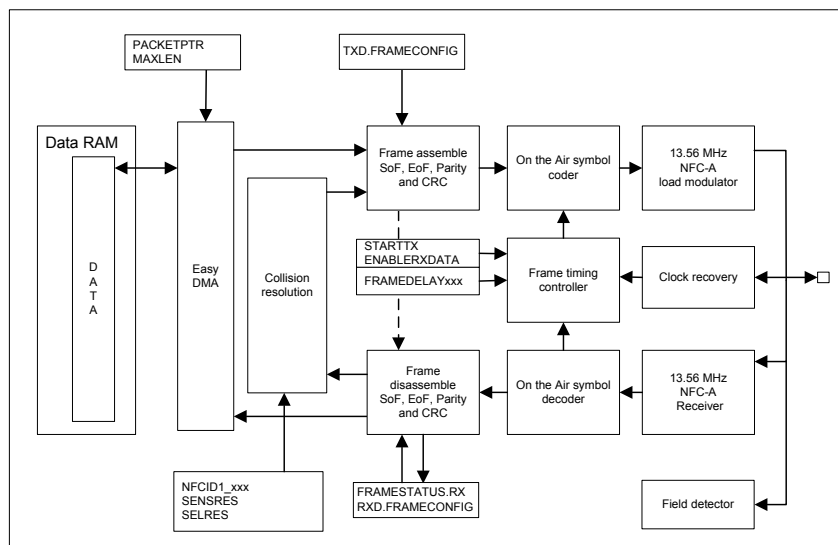 PACKETPTR
MAXLEN
TXD.FRAMECONFIG
Data RAM
D
A
T
A
Easy
DMA
Collision
resolution
Frame assemble
SoF, EoF, Parity
and CRC
On the Air symbol
coder
13.56 MHz
NFC-A
load modulator
STARTTX
ENABLERXDATA
FRAMEDELAYxxx
Frame timing
controller
Clock recovery
Frame
disassemble
SoF, EoF, Parity
and CRC
On the Air symbol
decoder
13.56 MHz
NFC-A
Receiver
NFCID1_xxx
SENSRES
SELRES
FRAMESTATUS.RX
RXD.FRAMECONFIG
Field detector